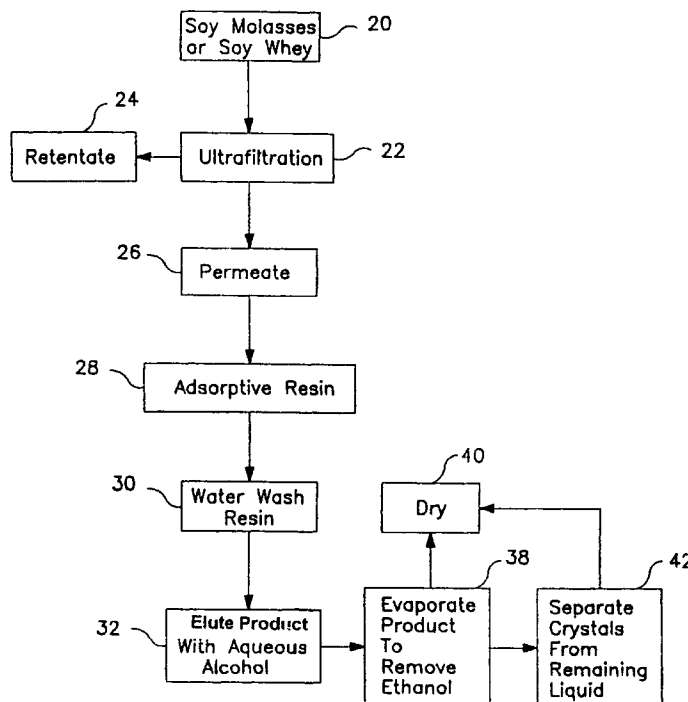 Soy Molasses
or Soy Whey
20
24
Retentate
Ultrafiltration
22
26
Permeate
28
Adsorptive Resin
30
Water Wash
Resin
40
Dry
32
Elute Product
With Aqueous
Alcohol
38
Evaporate
Product
To
Remove
Ethanol
42
Separate
Crystals
From
Remaining
Liquid